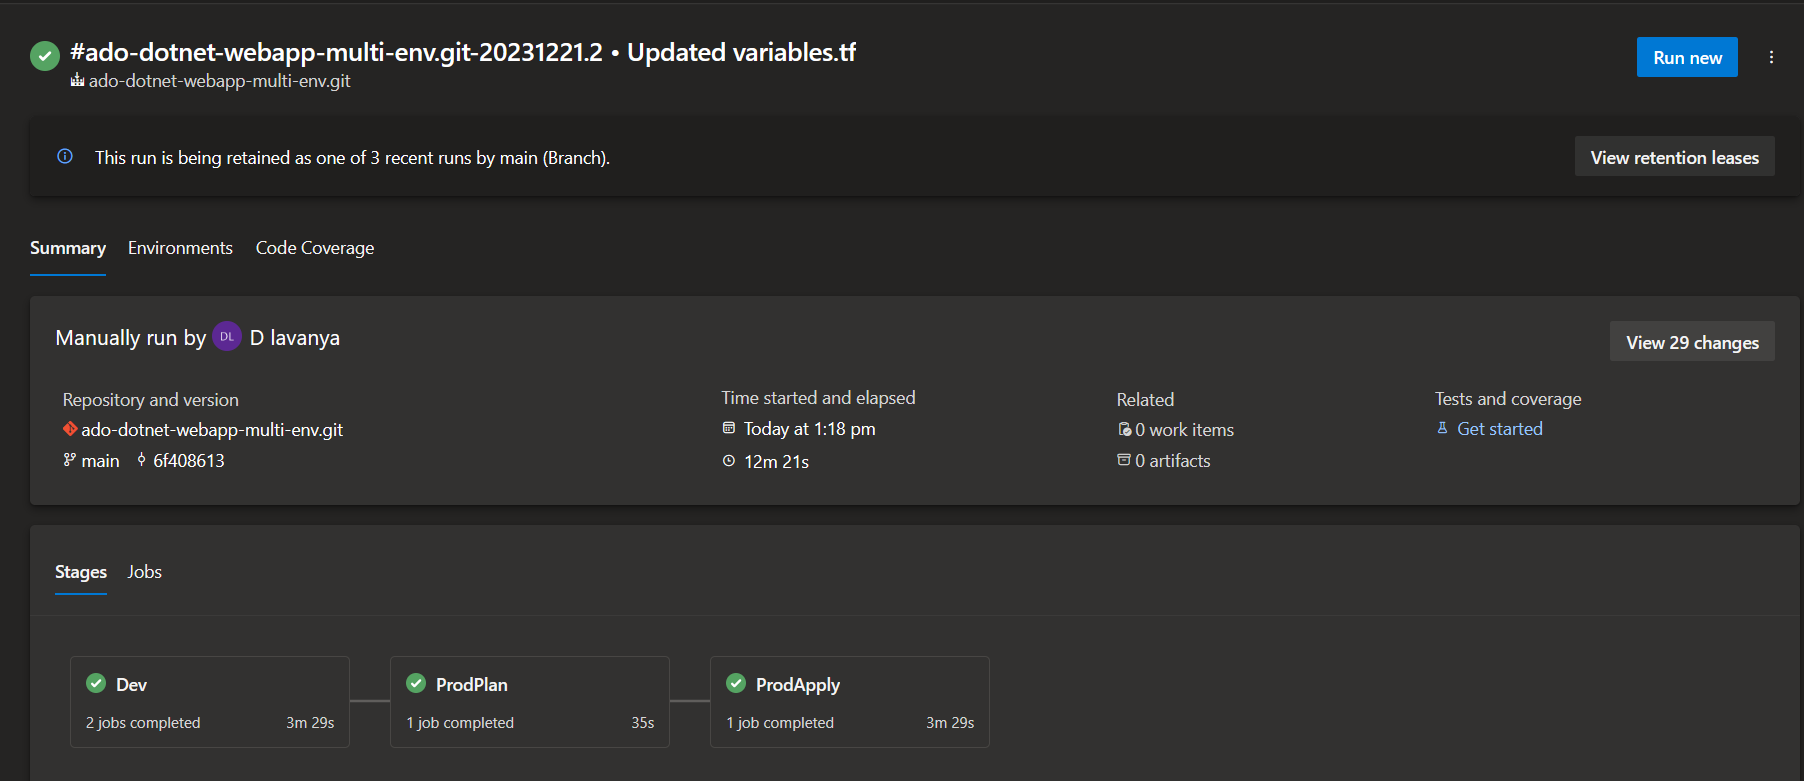 #ado-dotnet-webapp-multi-env.git-20231221.2 • Updated variables.tf
Run new
ado-dotnet-webapp-multi-env.git
This run is being retained as one of 3 recent runs by main (Branch).
View retention leases
Summary Environments Code Coverage
Manually run by DL D lavanya
View 29 changes
Repository and version
ado-dotnet-webapp-multi-env.git
main 6f408613
Time started and elapsed
Today at 1:18 pm
12m 21s
Related
0 work items
0 artifacts
Tests and coverage
Get started
Stages Jobs
Dev
2 jobs completed 3m 29s
ProdPlan
1 job completed 35s
ProdApply
1 job completed 3m 29s